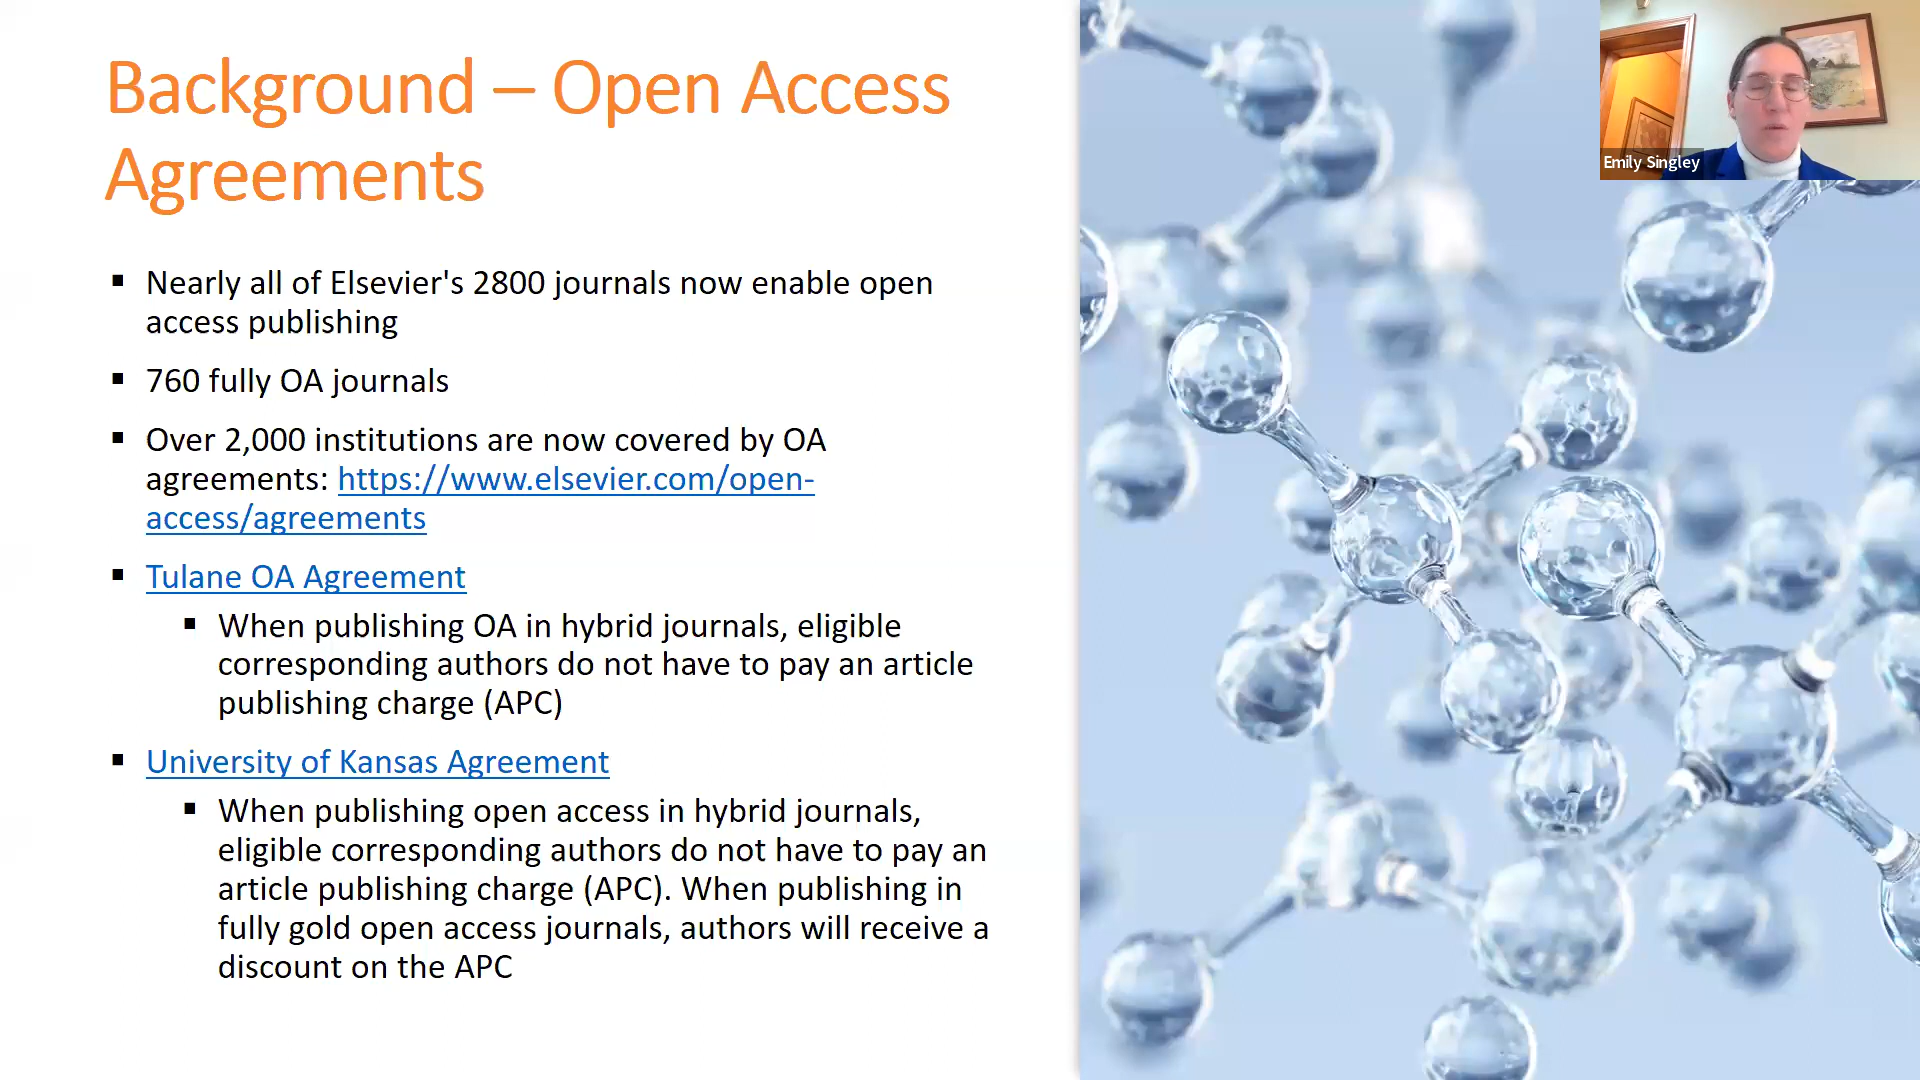 Background – Open Access
Agreements
Emily Singley
▪ Nearly all of Elsevier's 2800 journals now enable open
access publishing
▪ 760 fully OA journals
▪ Over 2,000 institutions are now covered by OA
agreements: https://www.elsevier.com/open-
access/agreements
▪ Tulane OA Agreement
▪ When publishing OA in hybrid journals, eligible
corresponding authors do not have to pay an article
publishing charge (APC)
▪ University of Kansas Agreement
▪ When publishing open access in hybrid journals,
eligible corresponding authors do not have to pay an
article publishing charge (APC). When publishing in
fully gold open access journals, authors will receive a
discount on the APC